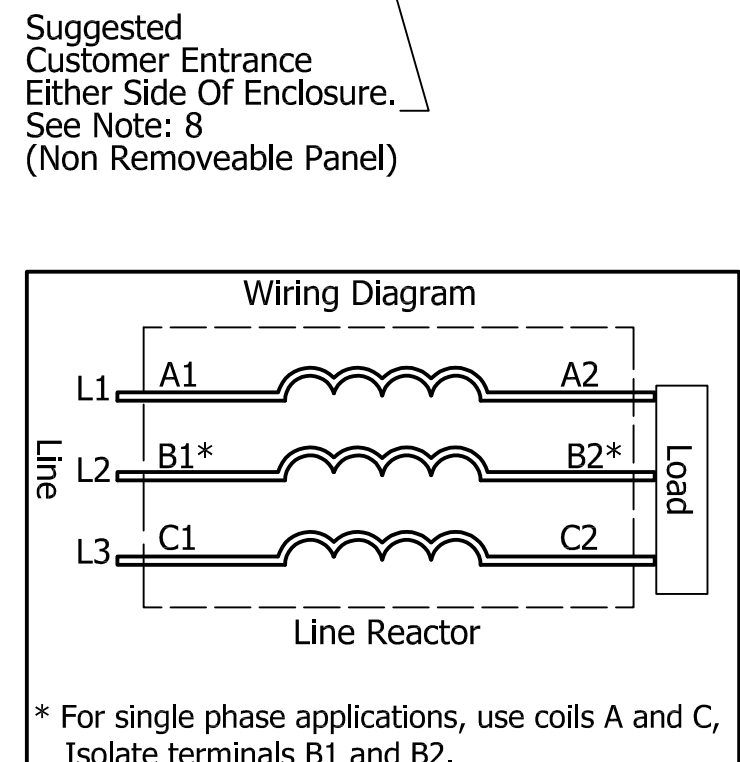 Suggested
Customer Entrance
Either Side Of Enclosure.
See Note: 8
(Non Removeable Panel)
Wiring Diagram
L1 A1 A2
Line L2 B1* B2* Load
L3 C1 C2
Line Reactor
* For single phase applications, use coils A and C,
Isolate terminals B1 and B2.